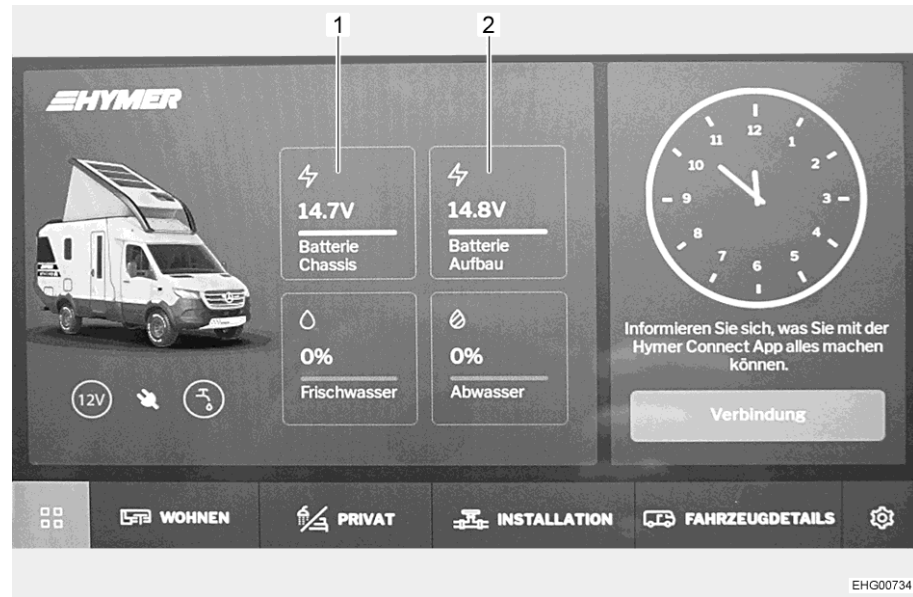 1
2
HYMER
14.7V
Batterie
Chassis
14.8V
Batterie
Aufbau
0%
Frischwasser
0%
Abwasser
12V
12
1
2
3
4
5
6
7
8
9
10
11
Informieren Sie sich, was Sie mit der
Hymer Connect App alles machen
können.
Verbindung
WOHNEN
PRIVAT
INSTALLATION
FAHRZEUGDETAILS
EHG00734